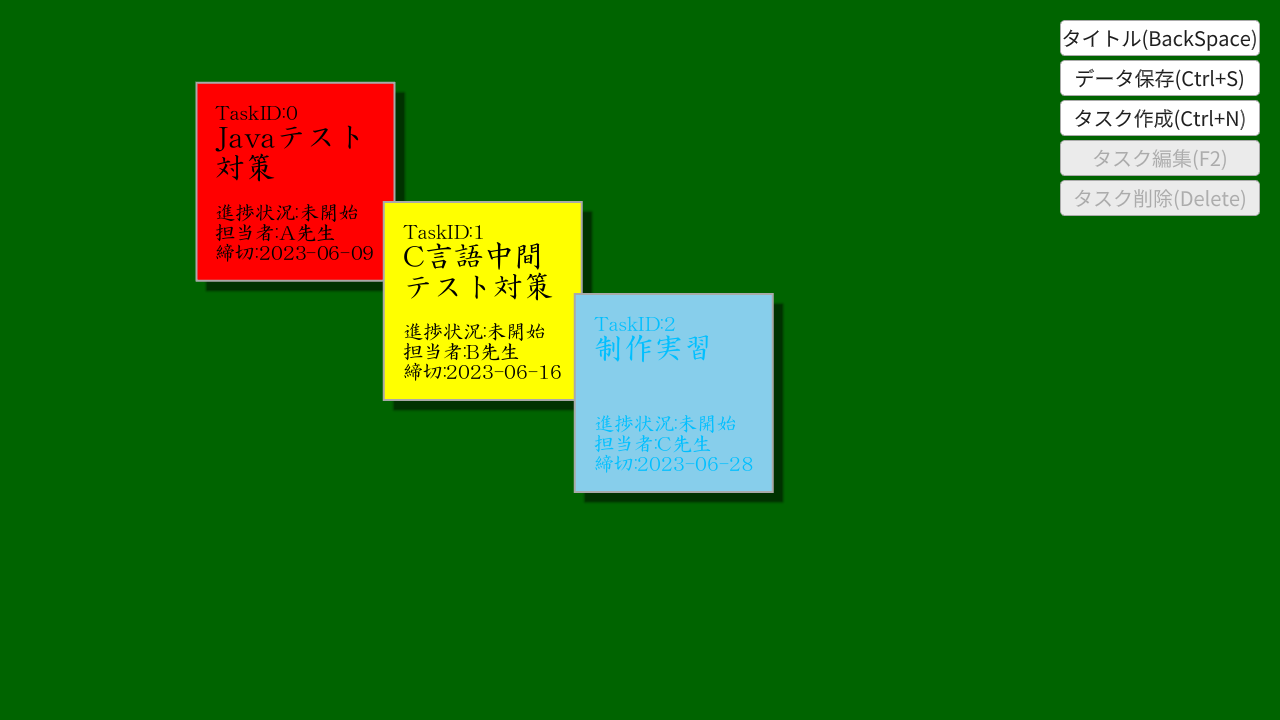 タイトル(BackSpace)
データ保存(Ctrl+S)
タスク作成(Ctrl+N)
タスク編集(F2)
タスク削除(Delete)
TaskID:0
Javaテスト
対策
進捗状況:未開始
担当者:A先生
締切:2023-06-09
TaskID:1
C言語中間
テスト対策
進捗状況:未開始
担当者:B先生
締切:2023-06-16
TaskID:2
制作実習
進捗状況:未開始
担当者:C先生
締切:2023-06-28